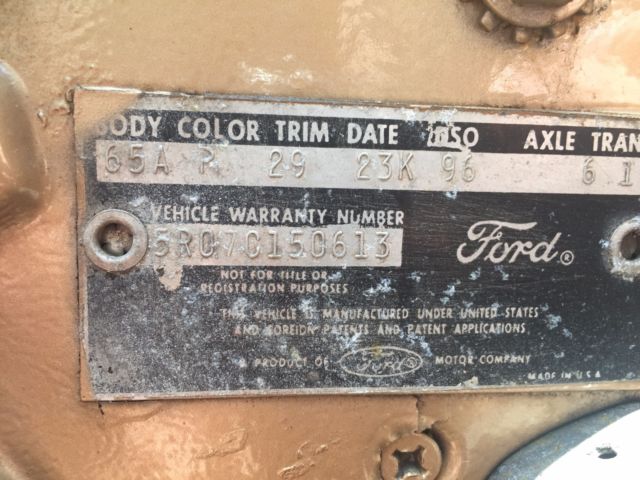 BODY COLOR TRIM DATE DSO AXLE TRAN
65A P 29 23K 96 6 1
VEHICLE WARRANTY NUMBER
5R07C150613
Ford®
NOT FOR TITLE OR
REGISTRATION PURPOSES
THIS VEHICLE IS MANUFACTURED UNDER UNITED STATES
AND FOREIGN PATENTS AND PATENT APPLICATIONS
A PRODUCT OF Ford MOTOR COMPANY
MADE IN U.S.A.